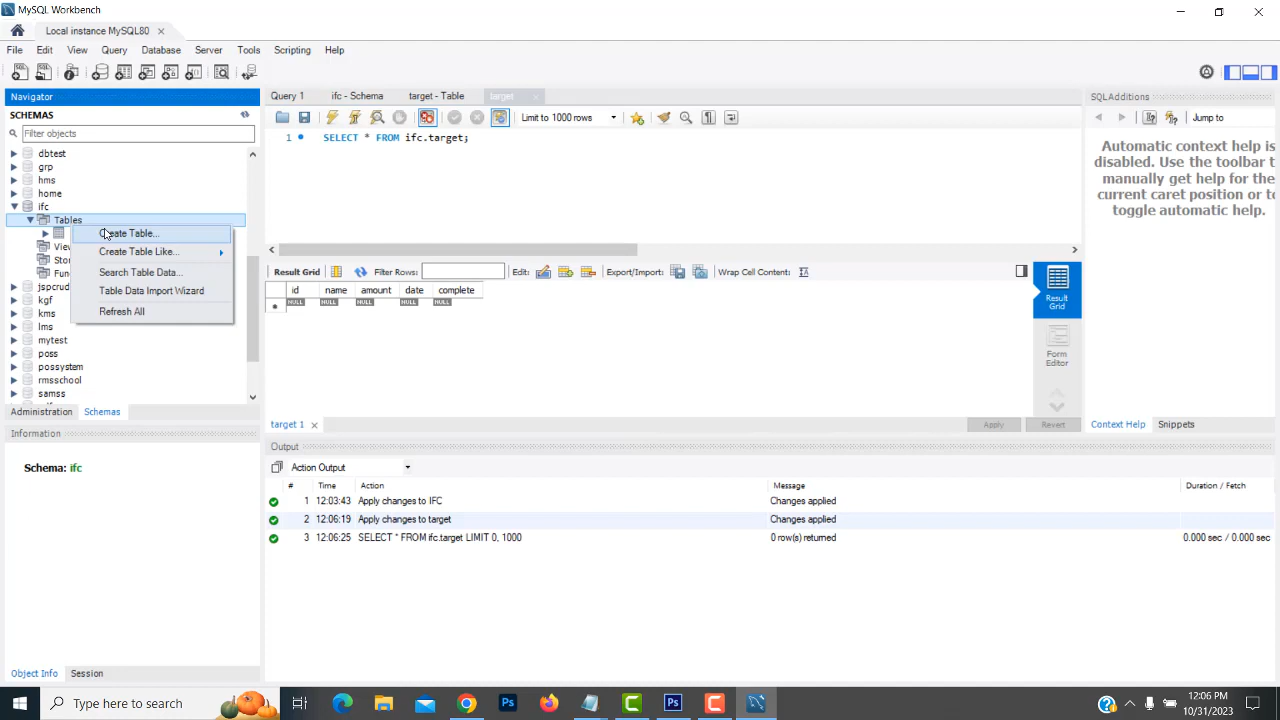 MySQL Workbench
Local instance MySQL80
File Edit View Query Database Server Tools Scripting Help
Navigator
SCHEMAS
Filter objects
dbtest
grp
hms
home
ifc
Tables
Create Table...
Create Table Like...
Search Table Data...
Table Data Import Wizard
Refresh All
kgf
kms
lms
mytest
poss
possystem
rmsschool
samss
Administration Schemas
Information
Schema: ifc
Object Info Session
Query 1 ifc - Schema target - Table target
Limit to 1000 rows
1 SELECT * FROM ifc.target;
Result Grid Filter Rows: Edit: Export/Import: Wrap Cell Content:
id name amount date complete
NULL NULL NULL NULL NULL
Result Grid
Form Editor
target 1 Apply Revert
Output
Action Output
# Time Action Message Duration / Fetch
1 12:03:43 Apply changes to IFC Changes applied
2 12:06:19 Apply changes to target Changes applied
3 12:06:25 SELECT * FROM ifc.target LIMIT 0, 1000 0 row(s) returned 0.000 sec / 0.000 sec
SQLAdditions
Jump to
Automatic context help is
disabled. Use the toolbar to
manually get help for the
current caret position or to
toggle automatic help.
Context Help Snippets
Type here to search
12:06 PM
10/31/2023